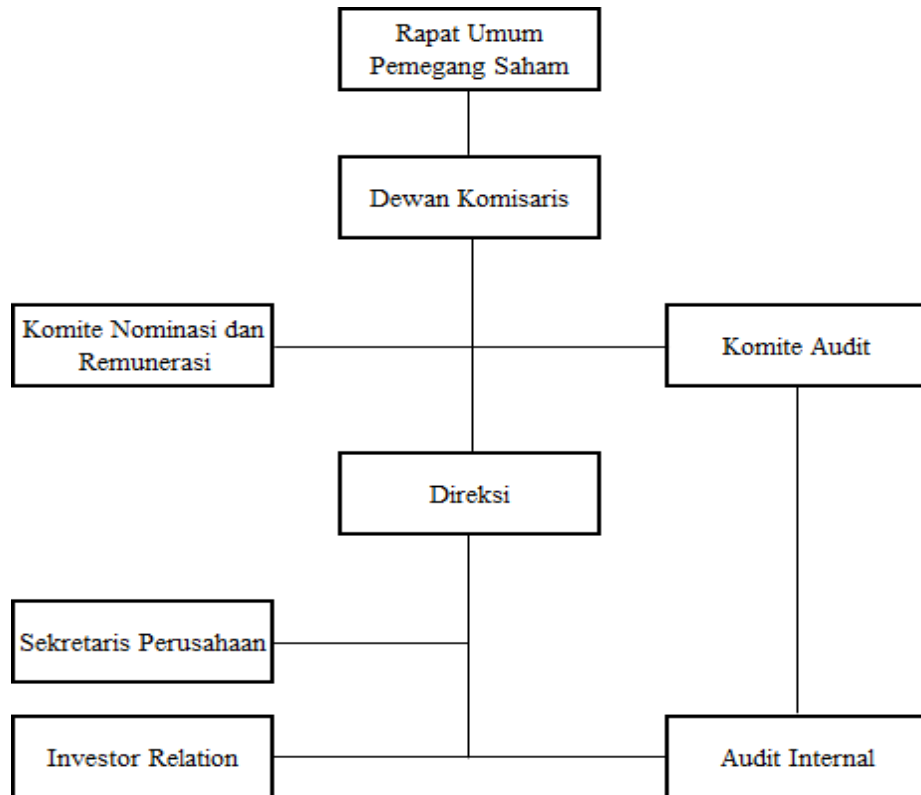 Rapat Umum
Pemegang Saham
Dewan Komisaris
Komite Nominasi dan
Remunerasi
Komite Audit
Direksi
Sekretaris Perusahaan
Investor Relation
Audit Internal